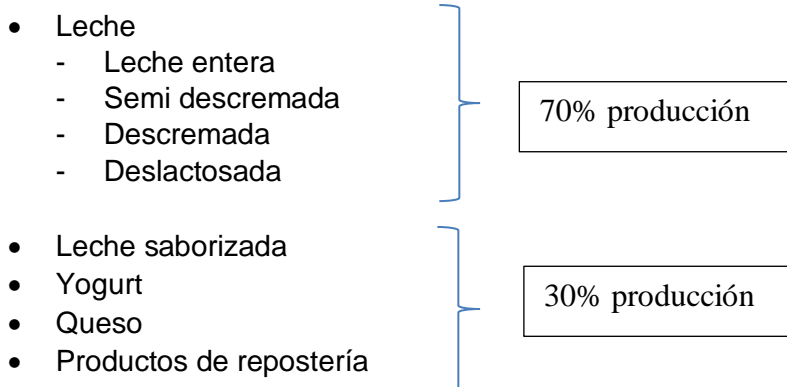 • Leche
- Leche entera
- Semi descremada
- Descremada
- Deslactosada
70% producción
• Leche saborizada
• Yogurt
• Queso
• Productos de repostería
30% producción